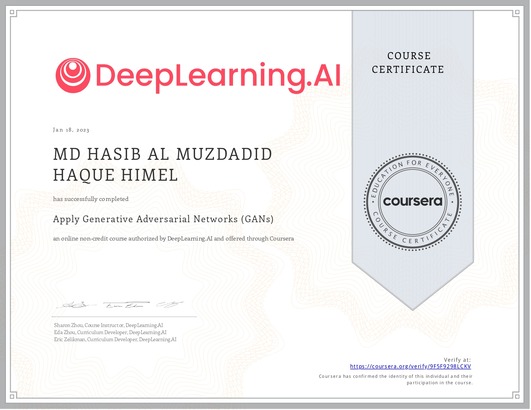 DeepLearning.AI
COURSE
CERTIFICATE
Jan 18, 2023
MD HASIB AL MUZDADID
HAQUE HIMEL
has successfully completed
Apply Generative Adversarial Networks (GANs)
an online non-credit course authorized by DeepLearning.AI and offered through Coursera
EDUCATION FOR EVERYONE
coursera
COURSE CERTIFICATE
Sharon Zhou, Course Instructor, DeepLearning.AI
Eda Zhou, Curriculum Developer, DeepLearning.AI
Eric Zelikman, Curriculum Developer, DeepLearning.AI
Verify at:
https://coursera.org/verify/9F5F9298LCKV
Coursera has confirmed the identity of this individual and their
participation in the course.